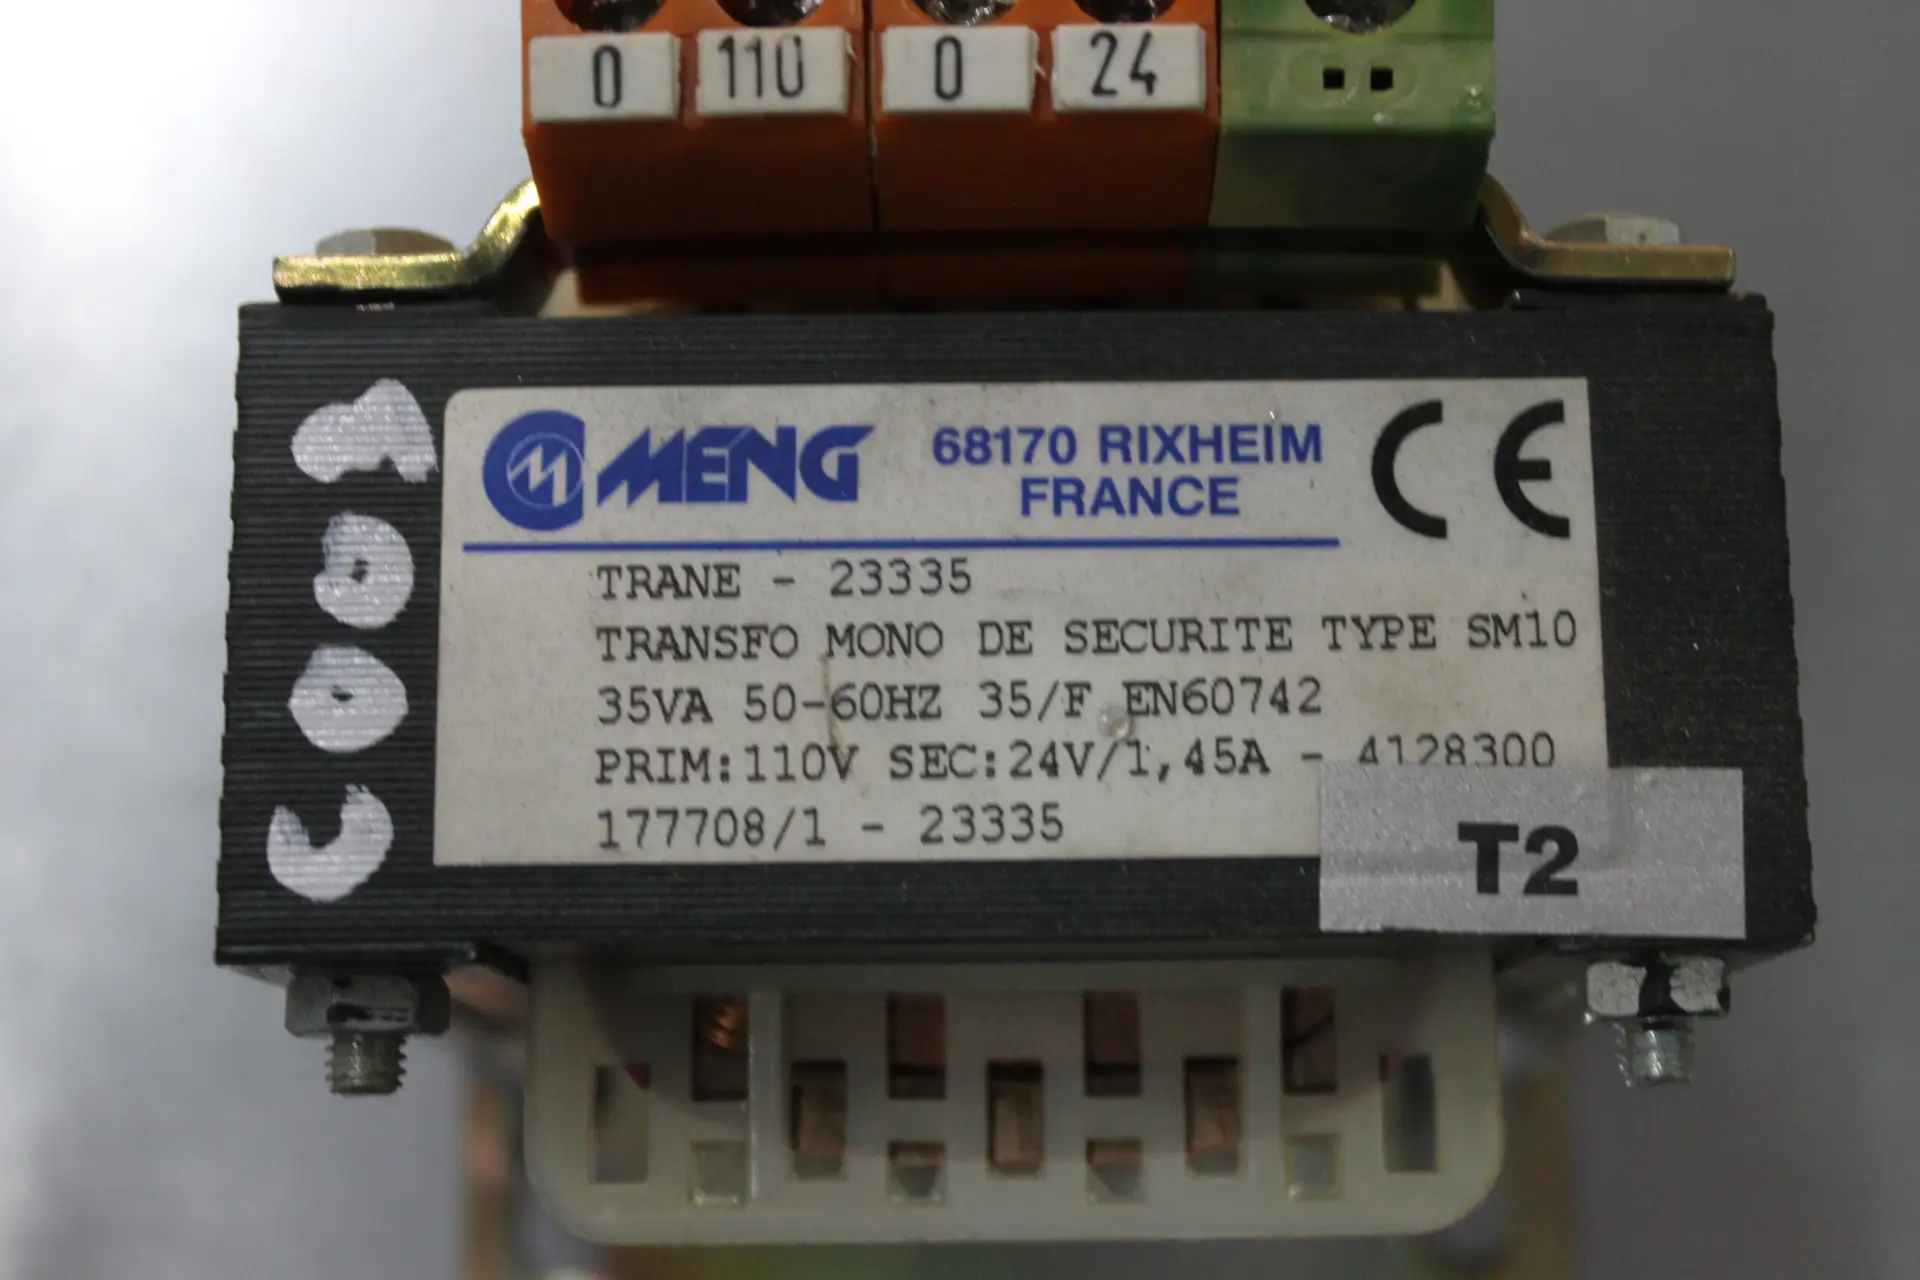 0 110 0 24
MENG 68170 RIXHEIM
FRANCE
CE
TRANE - 23335
TRANSFO MONO DE SECURITE TYPE SM10
35VA 50-60HZ 35/F EN60742
PRIM:110V SEC:24V/1,45A - 4128300
177708/1 - 23335
T2